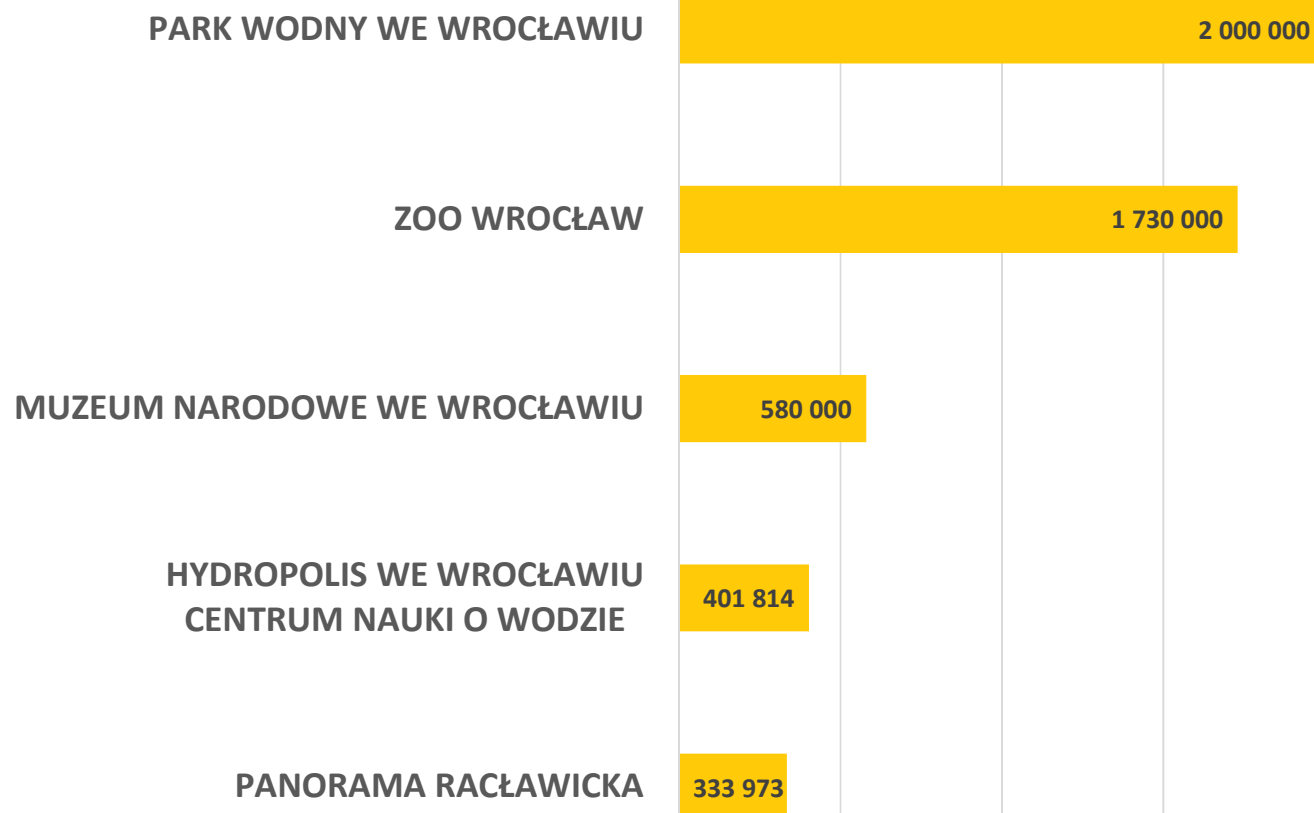 PARK WODNY WE WROCŁAWIU
2 000 000
ZOO WROCŁAW
1 730 000
MUZEUM NARODOWE WE WROCŁAWIU
580 000
HYDROPOLIS WE WROCŁAWIU
CENTRUM NAUKI O WODZIE
401 814
PANORAMA RACŁAWICKA
333 973